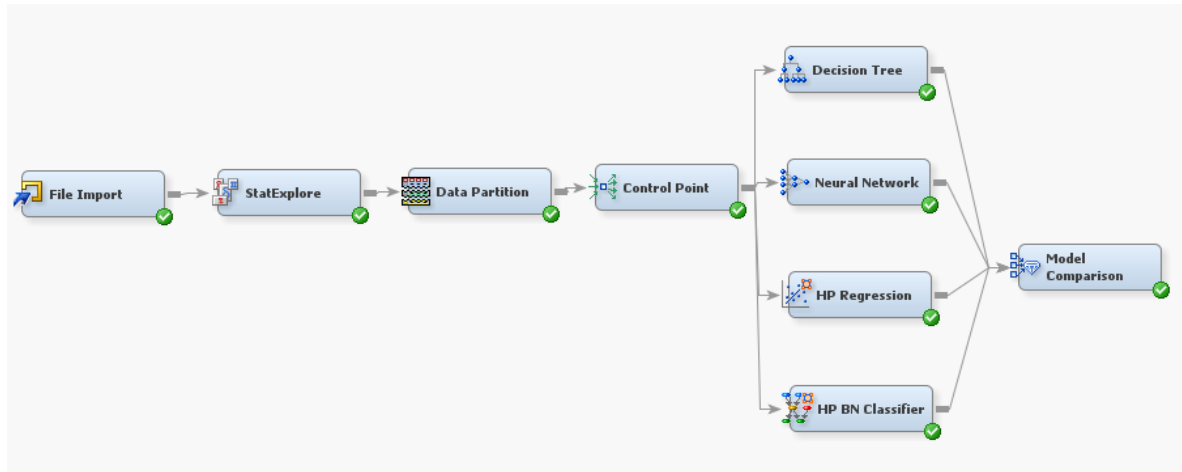 File Import
StatExplore
Data Partition
Control Point
Decision Tree
Neural Network
HP Regression
HP BN Classifier
Model
Comparison